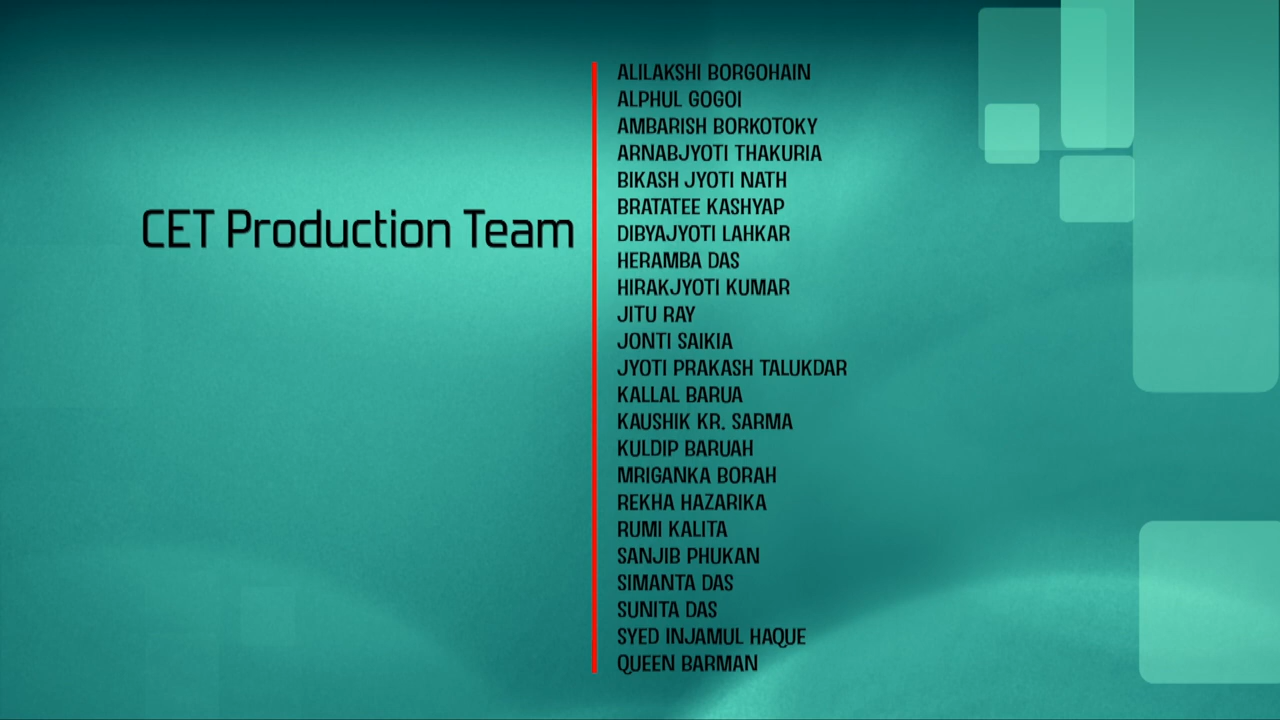 CET Production Team
ALILAKSHI BORGOHAIN
ALPHUL GOGOI
AMBARISH BORKOTOKY
ARNABJYOTI THAKURIA
BIKASH JYOTI NATH
BRATATEE KASHYAP
DIBYAJYOTI LAHKAR
HERAMBA DAS
HIRAKJYOTI KUMAR
JITU RAY
JONTI SAIKIA
JYOTI PRAKASH TALUKDAR
KALLAL BARUA
KAUSHIK KR. SARMA
KULDIP BARUAH
MRIGANKA BORAH
REKHA HAZARIKA
RUMI KALITA
SANJIB PHUKAN
SIMANTA DAS
SUNITA DAS
SYED INJAMUL HAQUE
QUEEN BARMAN